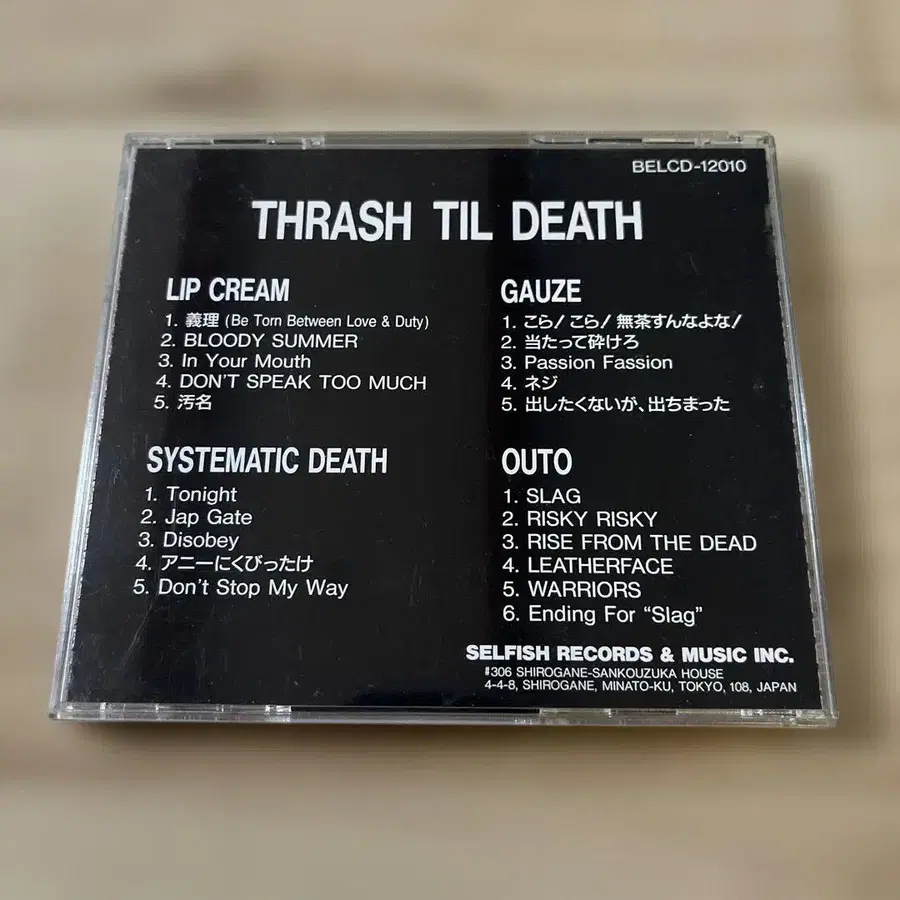 BELCD-12010
THRASH TIL DEATH
LIP CREAM
1. 義理 (Be Torn Between Love & Duty)
2. BLOODY SUMMER
3. In Your Mouth
4. DON'T SPEAK TOO MUCH
5. 汚名
GAUZE
1. こら！こら！無茶すんなよな！
2. 当たって砕けろ
3. Passion Fassion
4. ネジ
5. 出したくないが、出ちまった
SYSTEMATIC DEATH
1. Tonight
2. Jap Gate
3. Disobey
4. アニーにくびったけ
5. Don't Stop My Way
OUTO
1. SLAG
2. RISKY RISKY
3. RISE FROM THE DEAD
4. LEATHERFACE
5. WARRIORS
6. Ending For “Slag”
SELFISH RECORDS & MUSIC INC.
#306 SHIROGANE-SANKOUZUKA HOUSE
4-4-8, SHIROGANE, MINATO-KU, TOKYO, 108, JAPAN